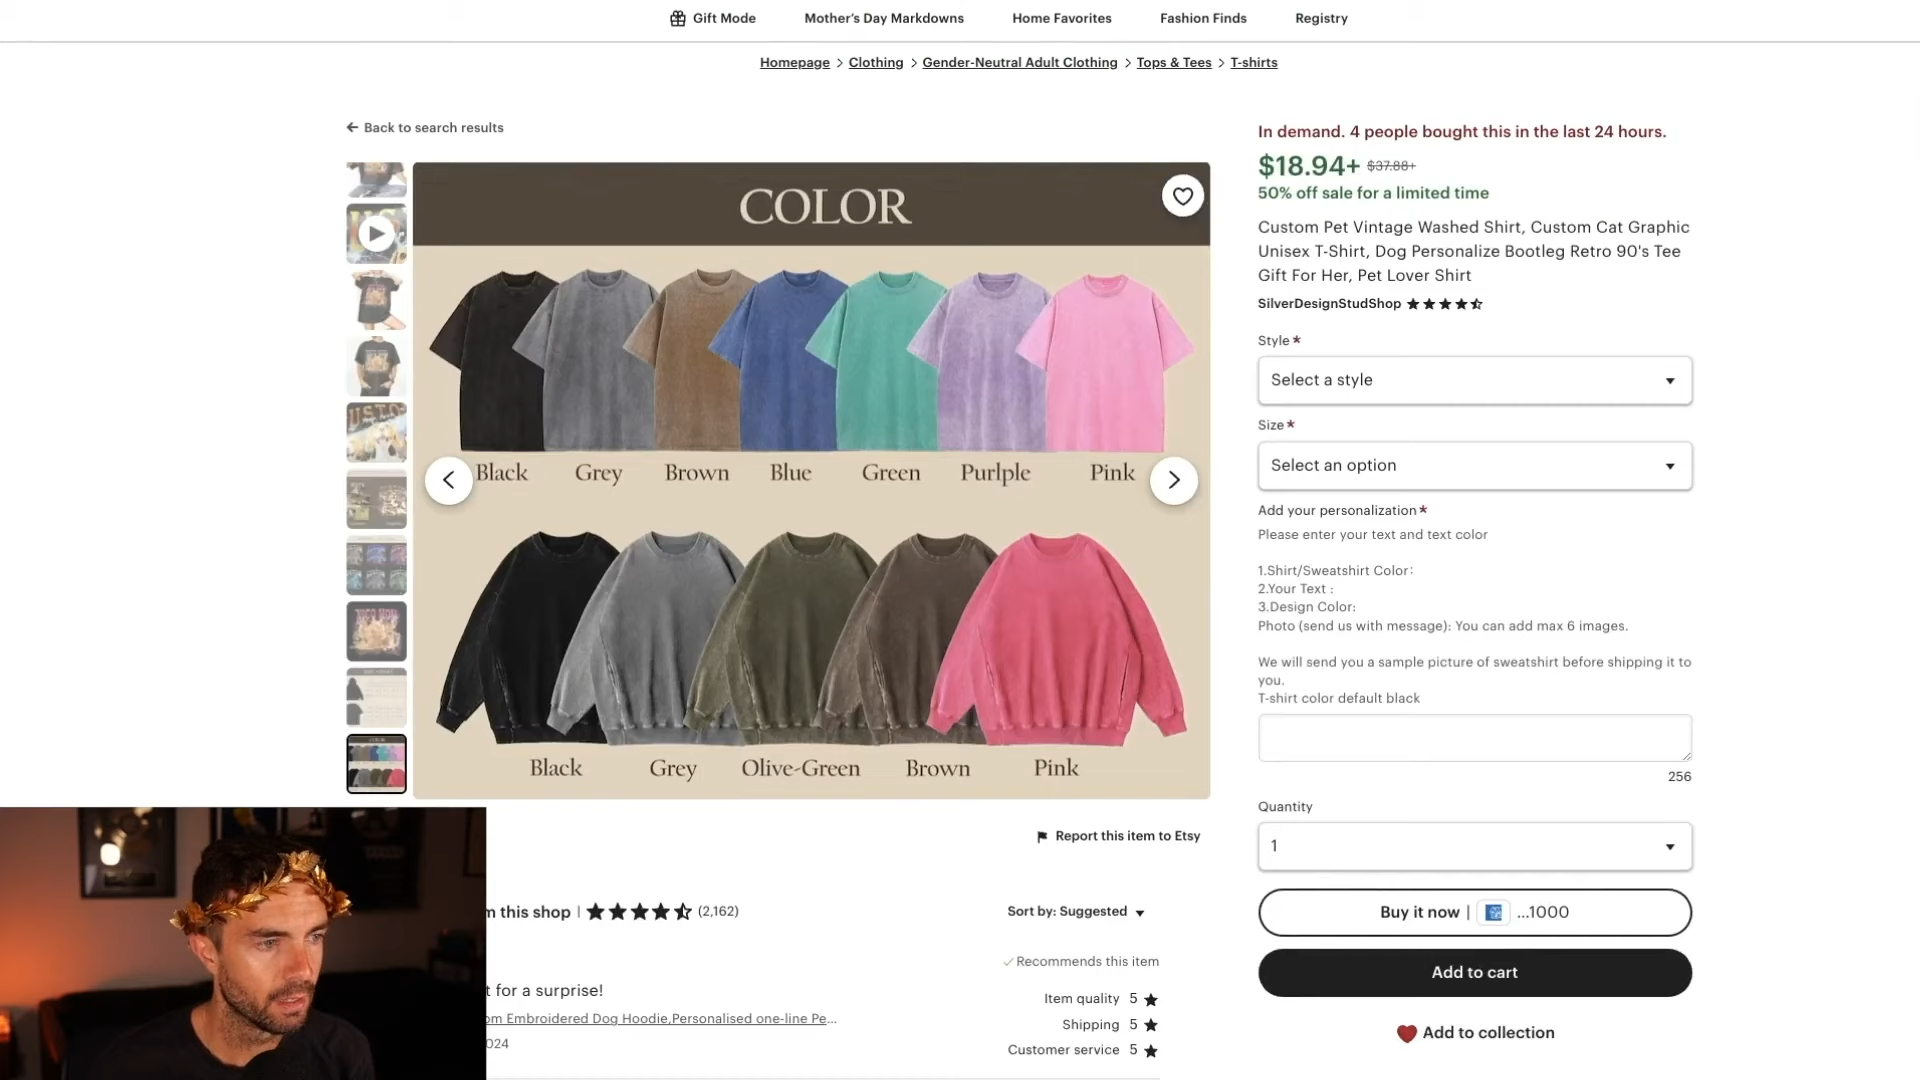 Gift Mode
Mother's Day Markdowns
Home Favorites
Fashion Finds
Registry
Homepage > Clothing > Gender-Neutral Adult Clothing > Tops & Tees > T-shirts
Back to search results
COLOR
Black Grey Brown Blue Green Purlple Pink
Black Grey Olive-Green Brown Pink
Report this item to Etsy
In demand. 4 people bought this in the last 24 hours.
$18.94+ $37.88+
50% off sale for a limited time
Custom Pet Vintage Washed Shirt, Custom Cat Graphic
Unisex T-Shirt, Dog Personalize Bootleg Retro 90's Tee
Gift For Her, Pet Lover Shirt
SilverDesignStudShop
Style *
Select a style
Size *
Select an option
Add your personalization *
Please enter your text and text color
1.Shirt/Sweatshirt Color:
2.Your Text :
3.Design Color:
Photo (send us with message): You can add max 6 images.
We will send you a sample picture of sweatshirt before shipping it to
you.
T-shirt color default black
256
Quantity
1
Buy it now | ...1000
Add to cart
Add to collection
m this shop | (2,162)
Sort by: Suggested
t for a surprise!
om Embroidered Dog Hoodie,Personalised one-line Pe...
024
Recommends this item
Item quality 5
Shipping 5
Customer service 5